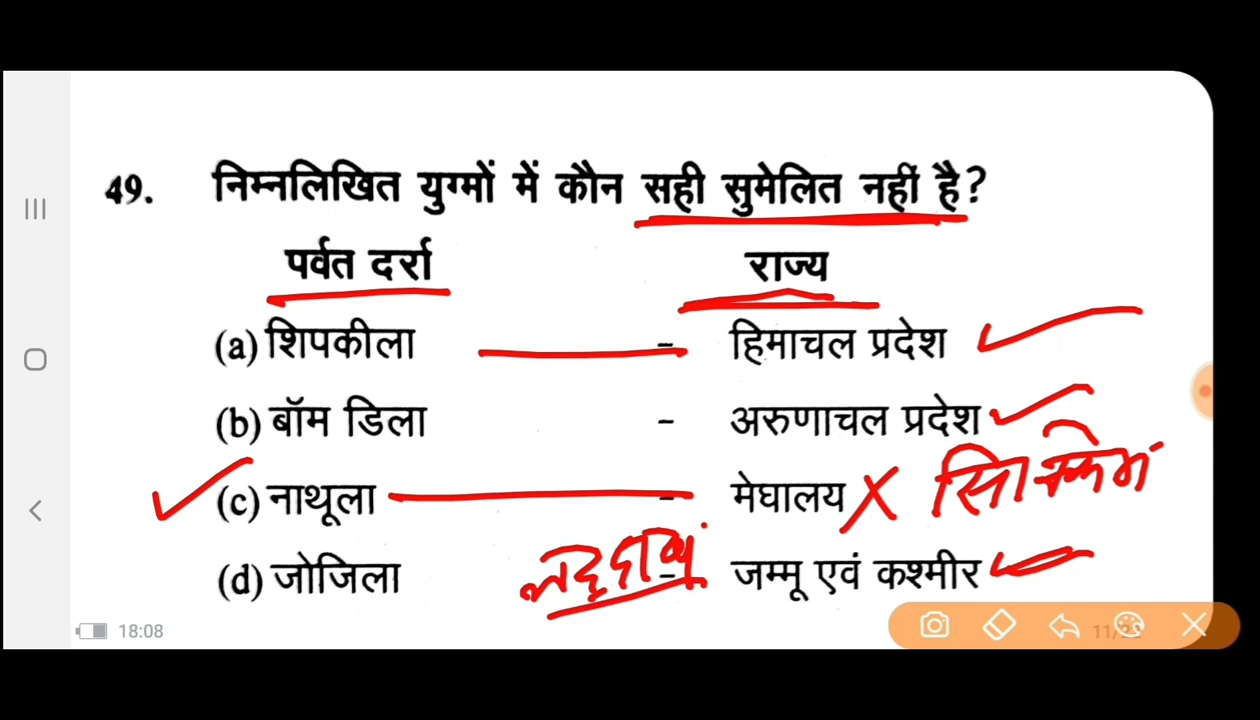 49. निम्नलिखित युग्मों में कौन सही सुमेलित नहीं है?
पर्वत दर्रा राज्य
(a) शिपकीला - हिमाचल प्रदेश
(b) बॉम डिला - अरुणाचल प्रदेश
(c) नाथूला - मेघालय X सिक्किम
(d) जोजिला लद्दाख - जम्मू एवं कश्मीर
18:08